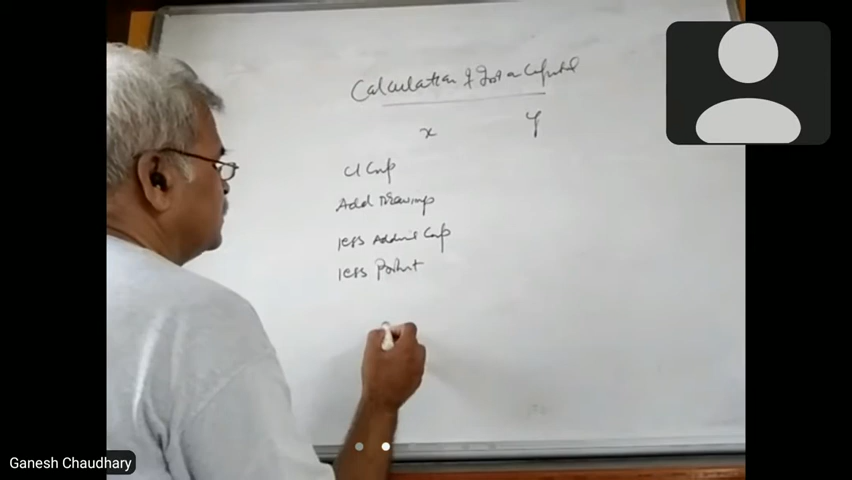 Calculation of Int on Capital
x Y
Cl Cap
Add Drawings
less Addnl Cap
less Profit
Ganesh Chaudhary